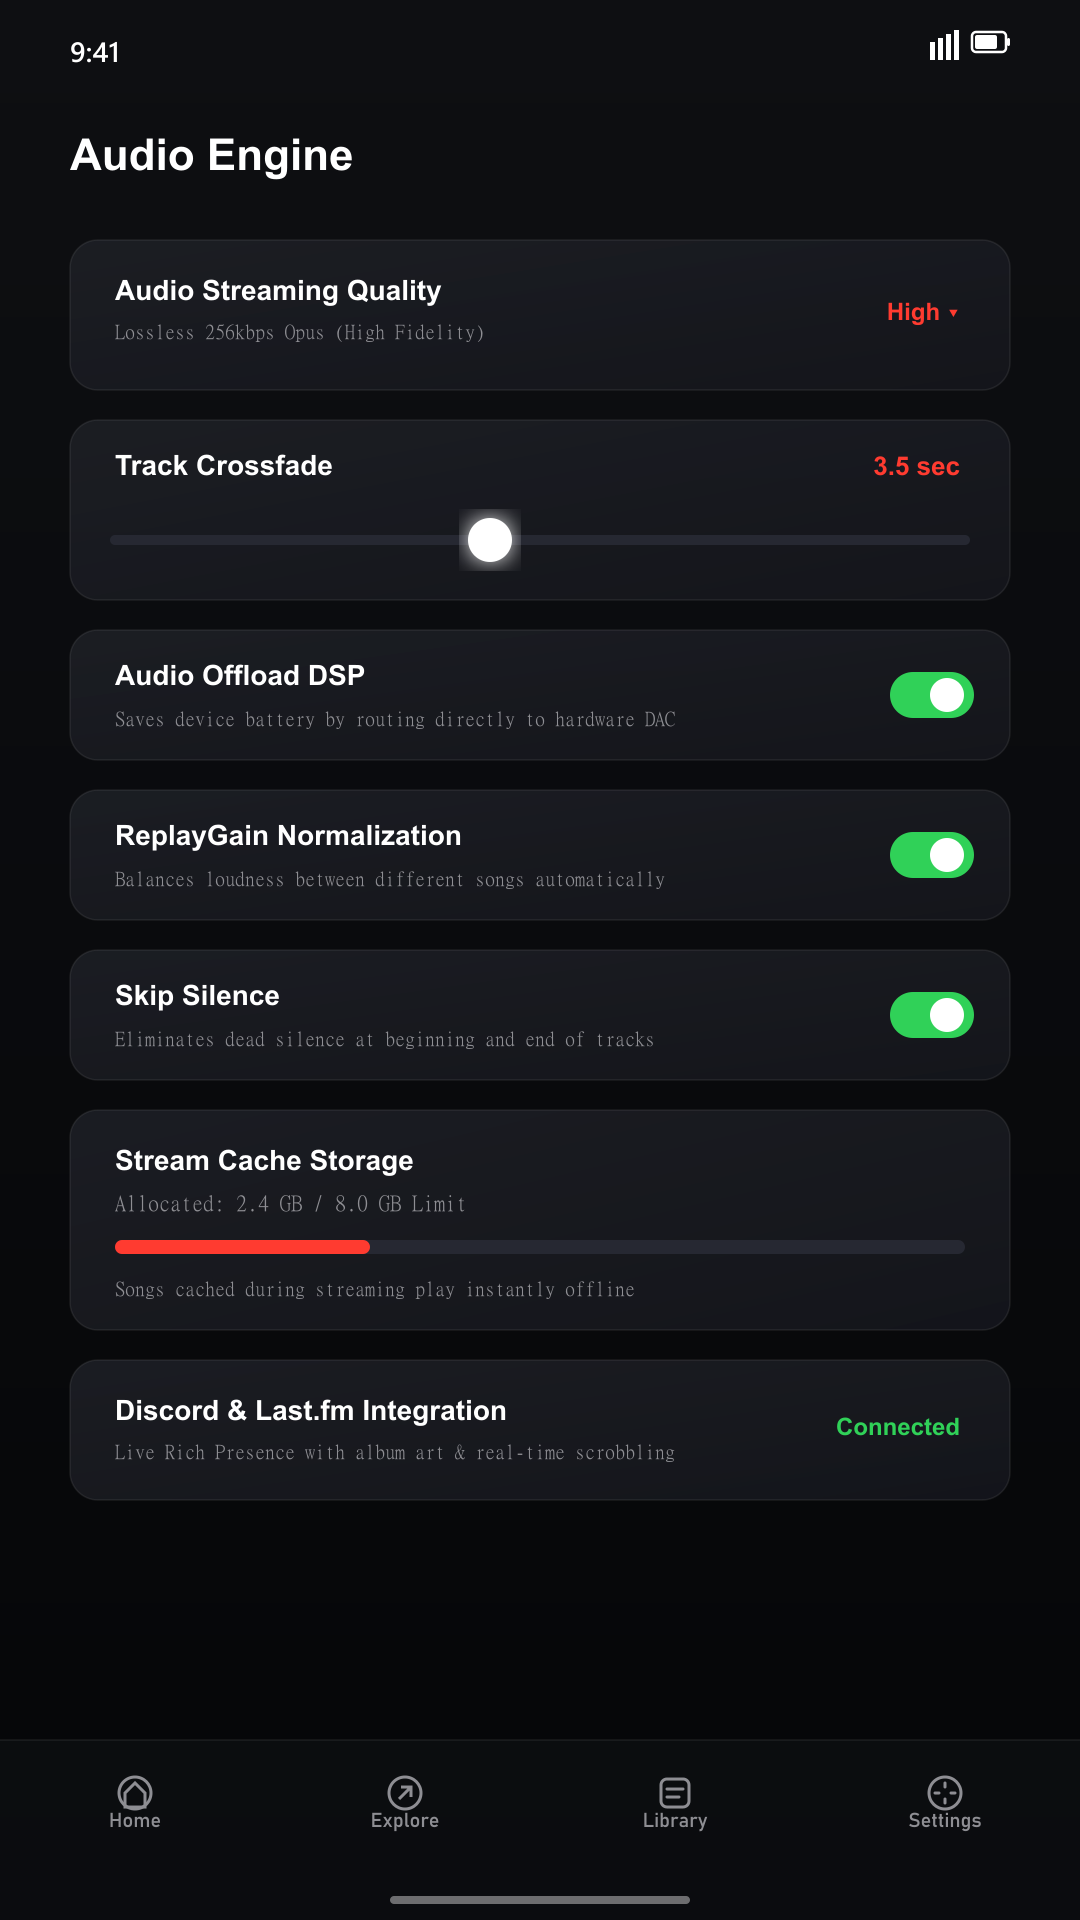 9:41
Audio Engine
Audio Streaming Quality
Lossless 256kbps Opus (High Fidelity)
High ▾
Track Crossfade
3.5 sec
Audio Offload DSP
Saves device battery by routing directly to hardware DAC
ReplayGain Normalization
Balances loudness between different songs automatically
Skip Silence
Eliminates dead silence at beginning and end of tracks
Stream Cache Storage
Allocated: 2.4 GB / 8.0 GB Limit
Songs cached during streaming play instantly offline
Discord & Last.fm Integration
Live Rich Presence with album art & real-time scrobbling
Connected
Home
Explore
Library
Settings